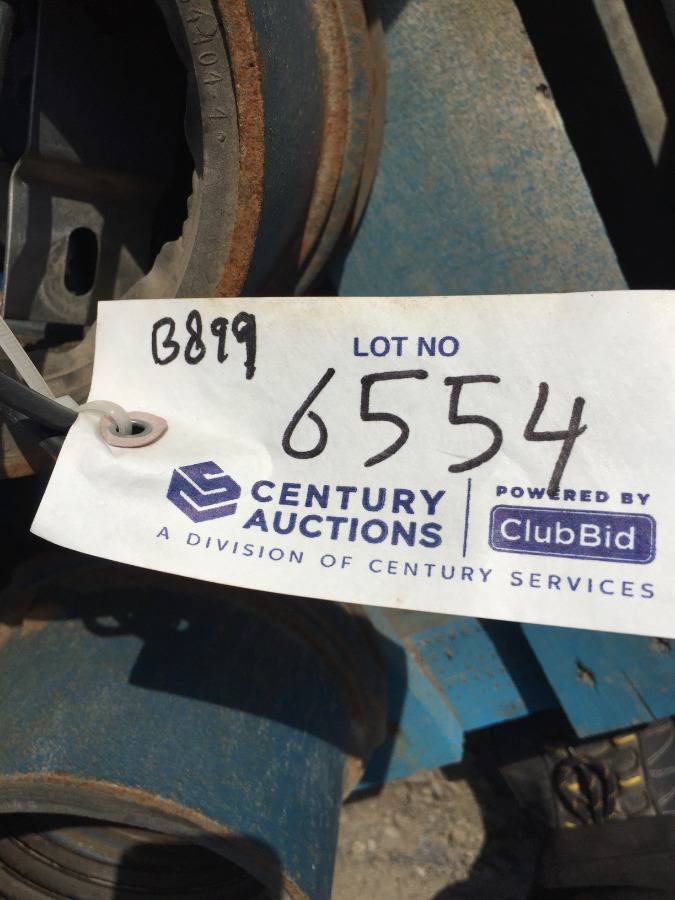 B899
LOT NO
6554
CENTURY
AUCTIONS
POWERED BY
ClubBid
A DIVISION OF CENTURY SERVICES